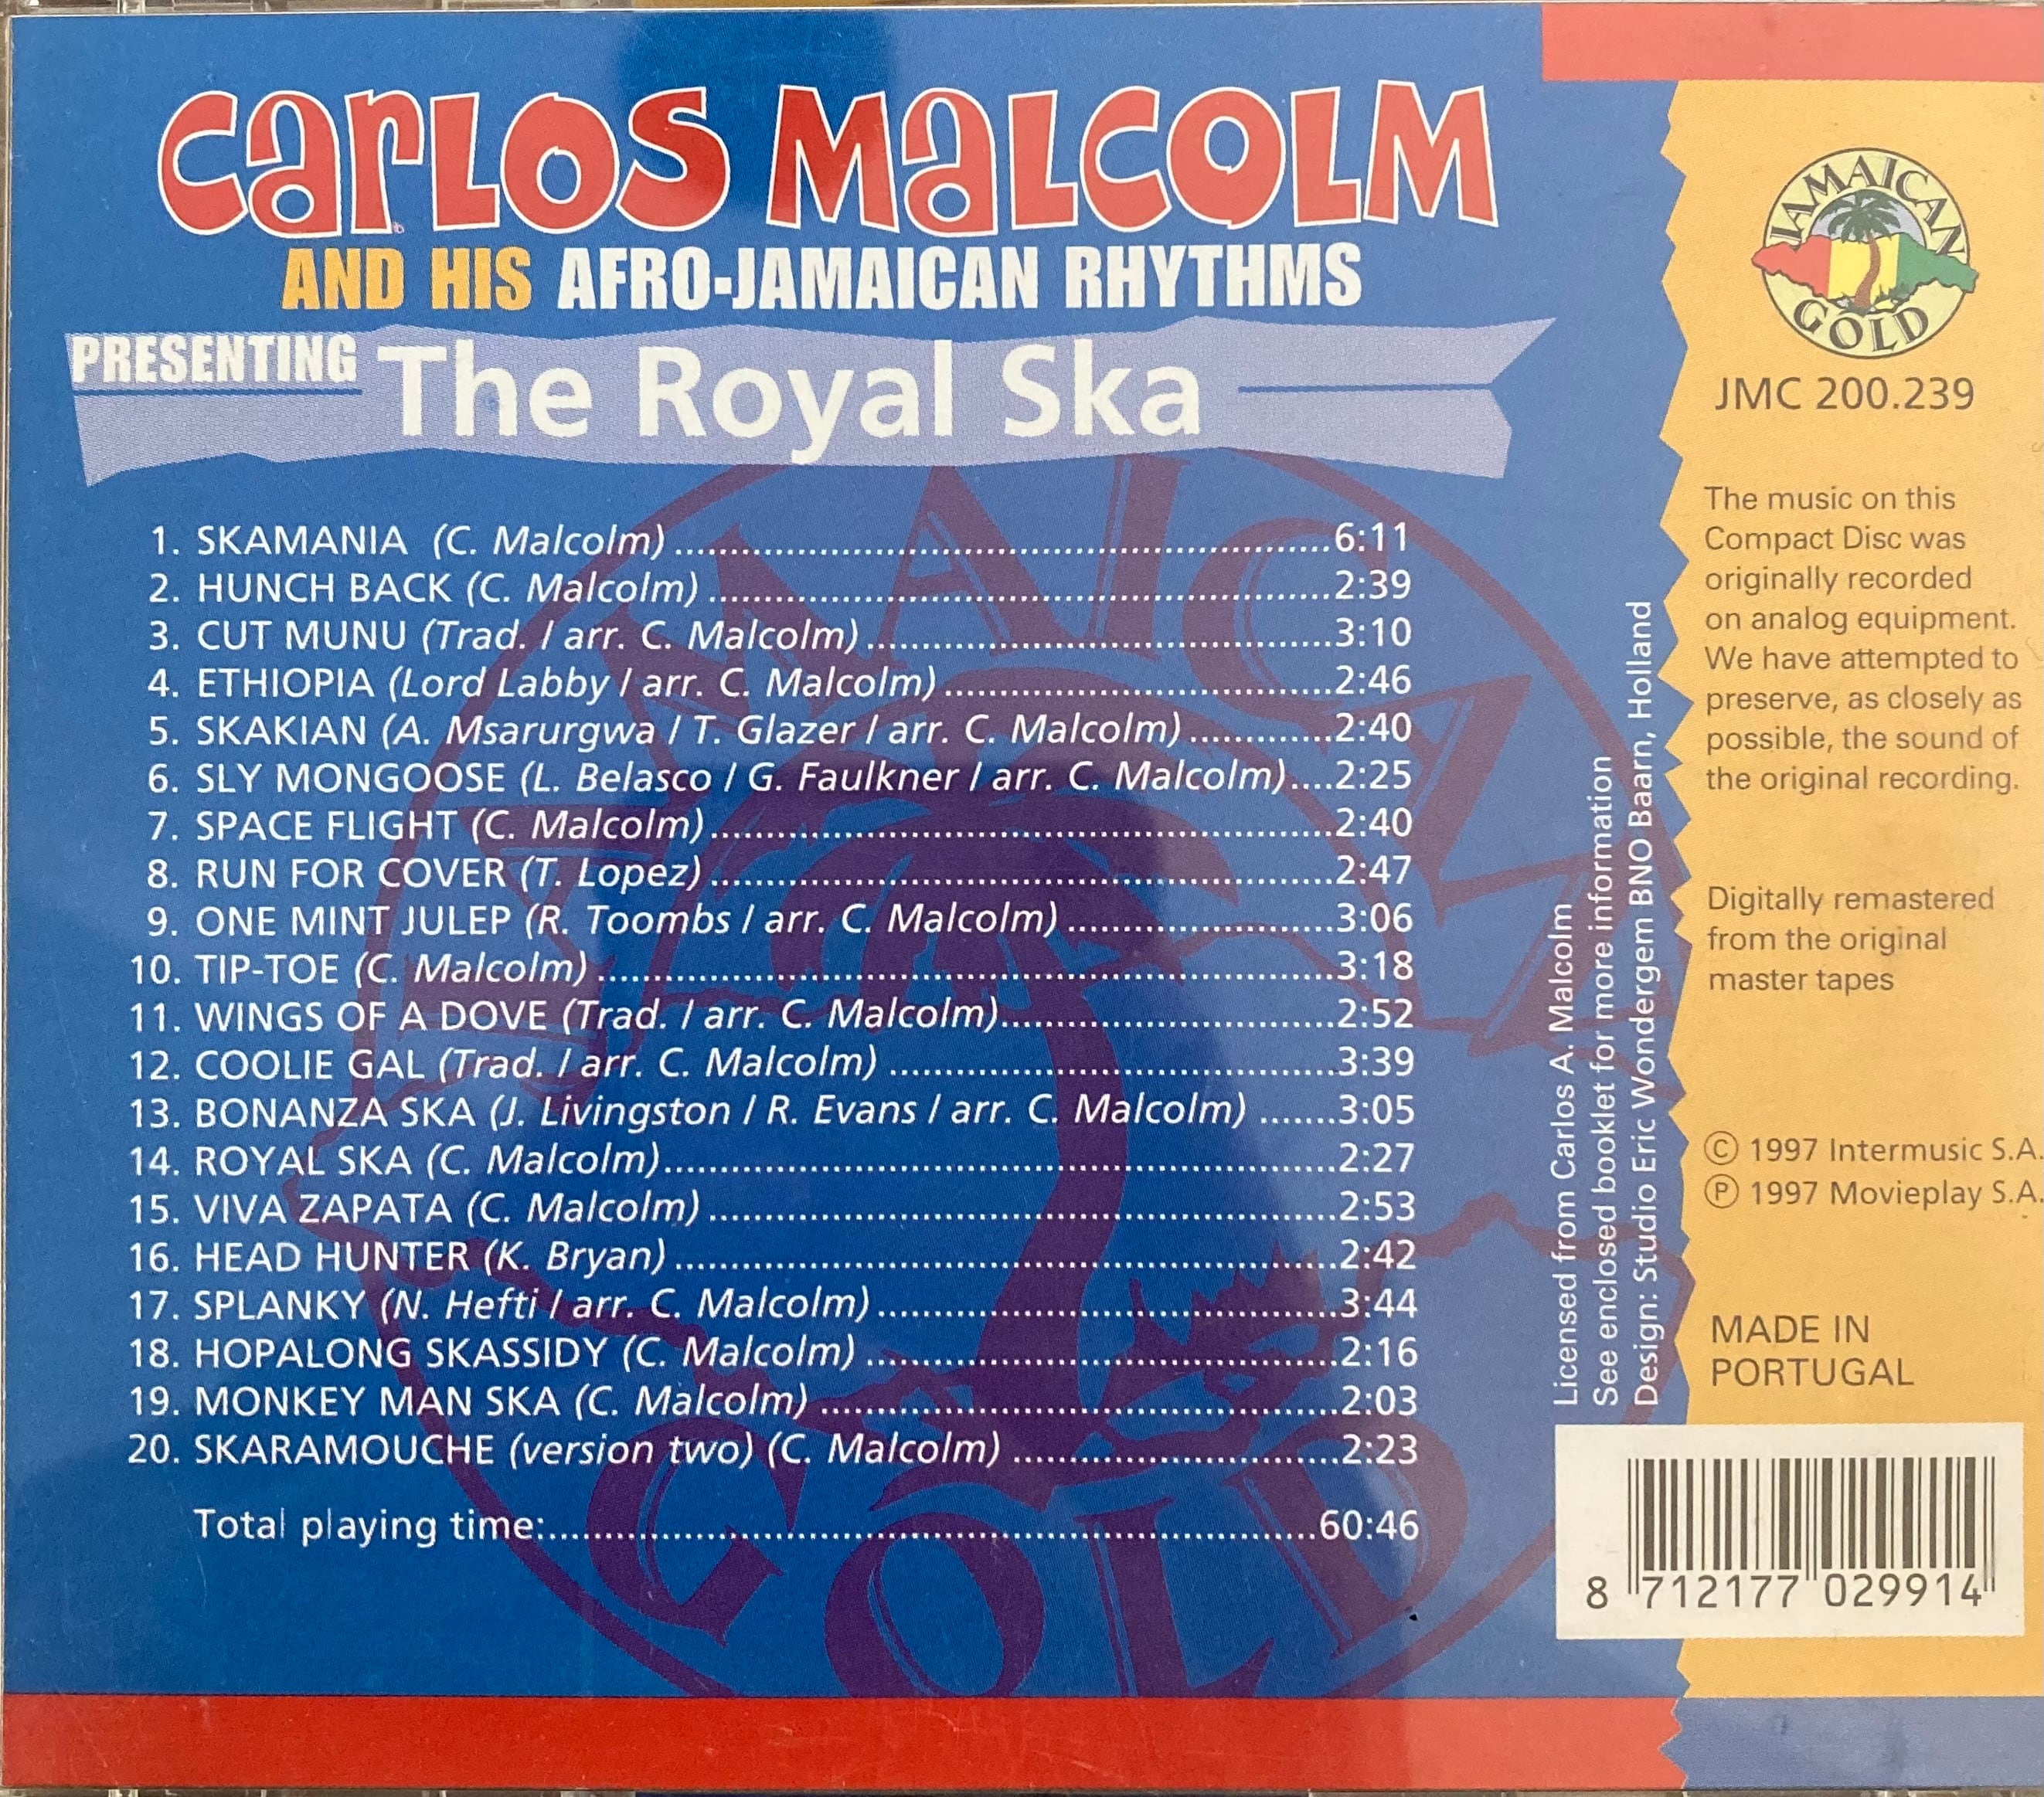 Carlos Malcolm
AND HIS AFRO-JAMAICAN RHYTHMS
PRESENTING The Royal Ska
1. SKAMANIA (C. Malcolm) ........ 6:11
2. HUNCH BACK (C. Malcolm) ........ 2:39
3. CUT MUNU (Trad. / arr. C. Malcolm) ........ 3:10
4. ETHIOPIA (Lord Labby / arr. C. Malcolm) ........ 2:46
5. SKAKIAN (A. Msarurgwa / T. Glazer / arr. C. Malcolm) ........ 2:40
6. SLY MONGOOSE (L. Belasco / G. Faulkner / arr. C. Malcolm) .... 2:25
7. SPACE FLIGHT (C. Malcolm) ........ 2:40
8. RUN FOR COVER (T. Lopez) ........ 2:47
9. ONE MINT JULEP (R. Toombs / arr. C. Malcolm) ........ 3:06
10. TIP-TOE (C. Malcolm) ........ 3:18
11. WINGS OF A DOVE (Trad. / arr. C. Malcolm) ........ 2:52
12. COOLIE GAL (Trad. / arr. C. Malcolm) ........ 3:39
13. BONANZA SKA (J. Livingston / R. Evans / arr. C. Malcolm) ....... 3:05
14. ROYAL SKA (C. Malcolm) ........ 2:27
15. VIVA ZAPATA (C. Malcolm) ........ 2:53
16. HEAD HUNTER (K. Bryan) ........ 2:42
17. SPLANKY (N. Hefti / arr. C. Malcolm) ........ 3:44
18. HOPALONG SKASSIDY (C. Malcolm) ........ 2:16
19. MONKEY MAN SKA (C. Malcolm) ........ 2:03
20. SKARAMOUCHE (version two) (C. Malcolm) ........ 2:23
Total playing time: ........ 60:46
JAMAICAN
GOLD
Licensed from Carlos A. Malcolm
See enclosed booklet for more information
Design: Studio Eric Wondergem BNO Baarn, Holland
JAMAICAN
GOLD
JMC 200.239
The music on this
Compact Disc was
originally recorded
on analog equipment.
We have attempted to
preserve, as closely as
possible, the sound of
the original recording.
Digitally remastered
from the original
master tapes
© 1997 Intermusic S.A.
℗ 1997 Movieplay S.A.
MADE IN
PORTUGAL
8 712177 029914